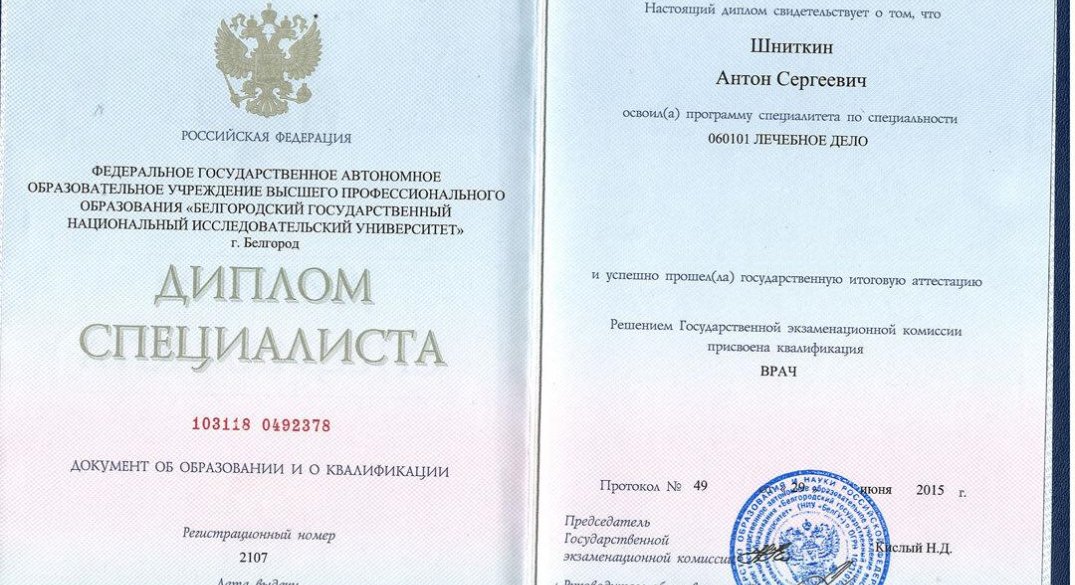 РОССИЙСКАЯ ФЕДЕРАЦИЯ
ФЕДЕРАЛЬНОЕ ГОСУДАРСТВЕННОЕ АВТОНОМНОЕ
ОБРАЗОВАТЕЛЬНОЕ УЧРЕЖДЕНИЕ ВЫСШЕГО ПРОФЕССИОНАЛЬНОГО
ОБРАЗОВАНИЯ «БЕЛГОРОДСКИЙ ГОСУДАРСТВЕННЫЙ
НАЦИОНАЛЬНЫЙ ИССЛЕДОВАТЕЛЬСКИЙ УНИВЕРСИТЕТ»
г. Белгород
ДИПЛОМ
СПЕЦИАЛИСТА
103118 0492378
ДОКУМЕНТ ОБ ОБРАЗОВАНИИ И О КВАЛИФИКАЦИИ
Регистрационный номер
2107
Дата выдачи
Настоящий диплом свидетельствует о том, что
Шниткин
Антон Сергеевич
освоил(а) программу специалитета по специальности
060101 ЛЕЧЕБНОЕ ДЕЛО
и успешно прошел(ла) государственную итоговую аттестацию
Решением Государственной экзаменационной комиссии
присвоена квалификация
ВРАЧ
Протокол № 49 29 июня 2015 г.
Председатель
Государственной
экзаменационной комиссии Кислый Н.Д.